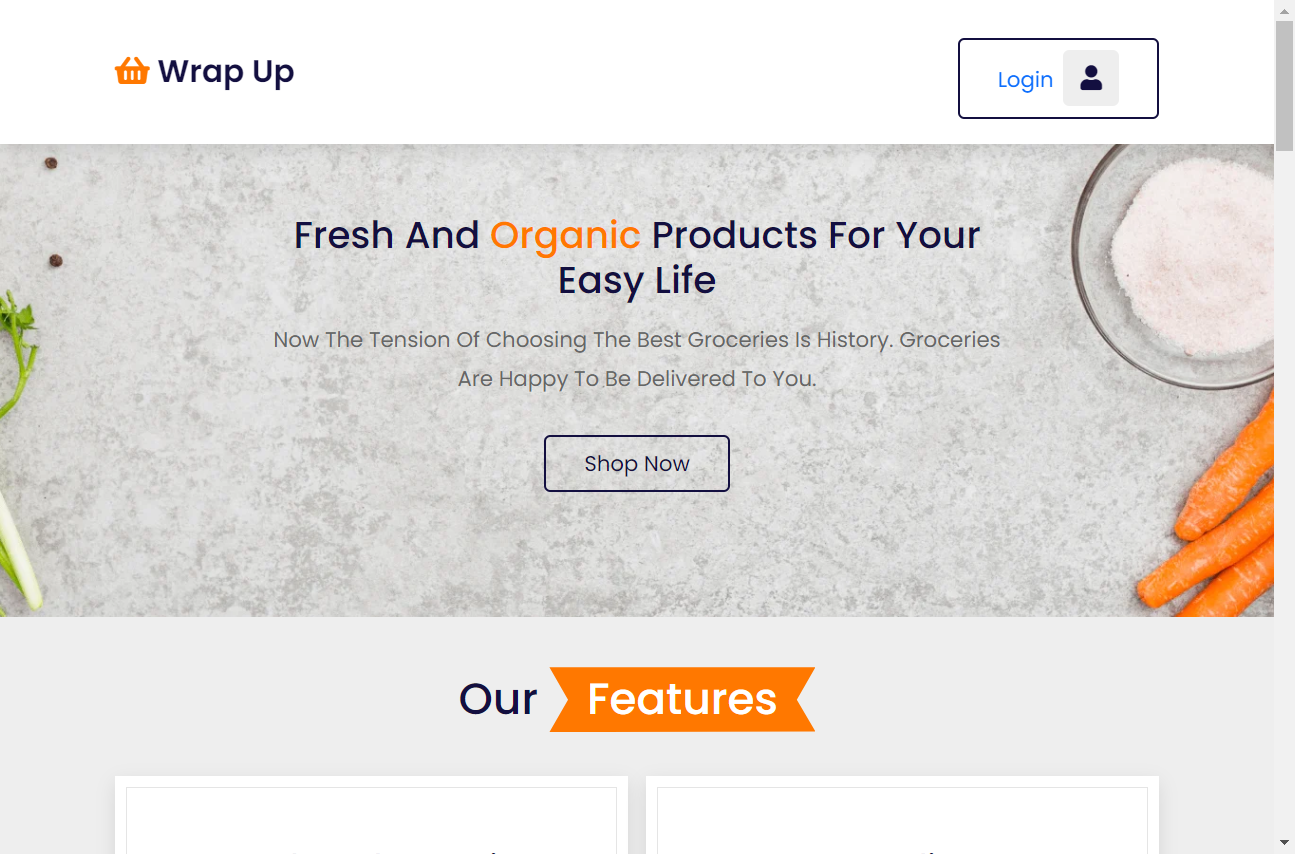 Wrap Up
Login
Fresh And Organic Products For Your
Easy Life
Now The Tension Of Choosing The Best Groceries Is History. Groceries
Are Happy To Be Delivered To You.
Shop Now
Our Features